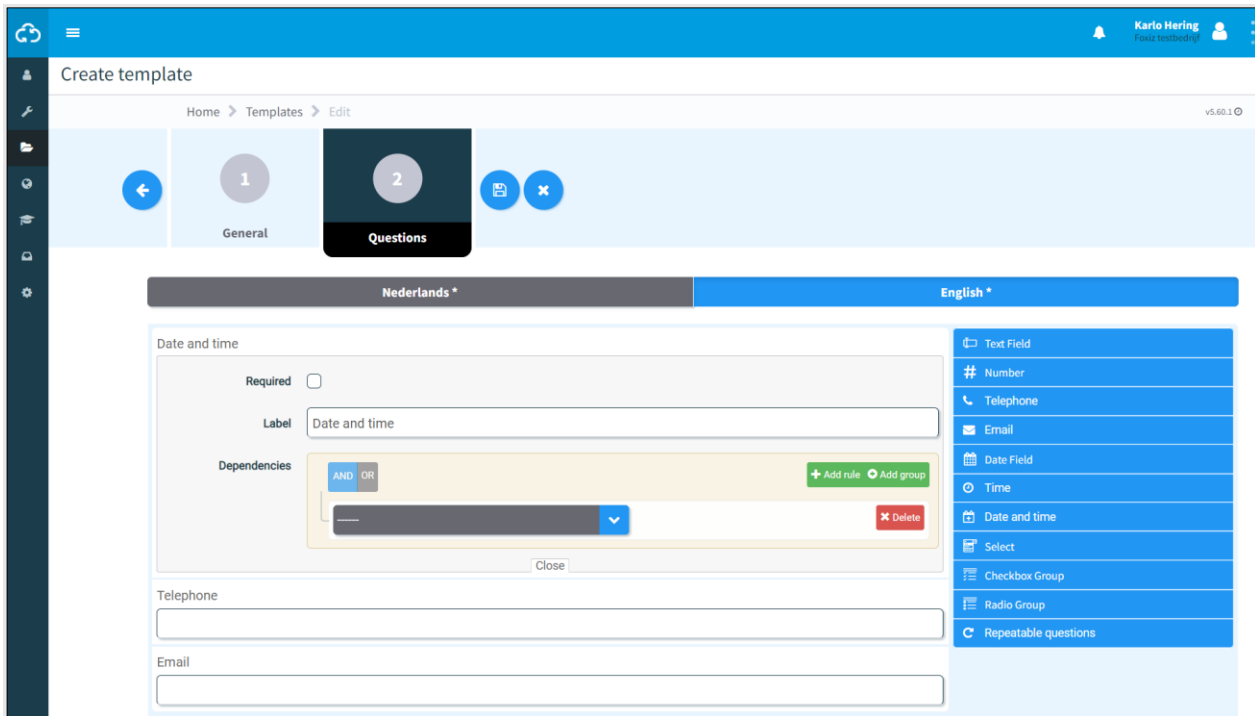 Karlo Hering
Foxiz testbedrijf
Create template
Home Templates Edit
v5.60.1
1
General
2
Questions
Nederlands *
English *
Date and time
Required
Label
Date and time
Dependencies
AND OR
Add rule Add group
-----
Delete
Close
Telephone
Email
Text Field
Number
Telephone
Email
Date Field
Time
Date and time
Select
Checkbox Group
Radio Group
Repeatable questions